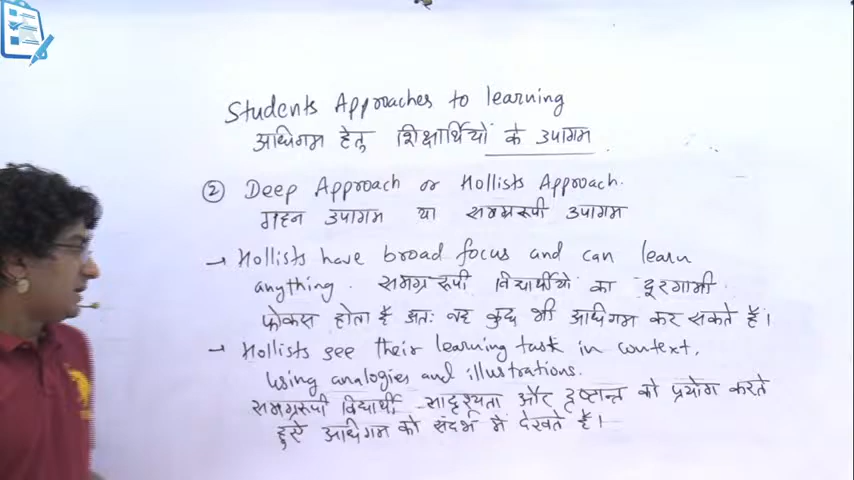 Students Approaches to learning
अधिगम हेतु शिक्षार्थियों के उपागम
② Deep Approach or Hollists Approach.
गहन उपागम या समग्ररूपी उपागम
→ Hollists have broad focus and can learn
anything. समग्र रूपी विद्यार्थियों का दूरगामी
फोकस होता है अतः वह कुछ भी अधिगम कर सकते हैं।
→ Hollists see their learning task in context,
using analogies and illustrations.
समग्ररूपी विद्यार्थी सादृश्यता और दृष्टान्त को प्रयोग करते
हुऐ अधिगम को संदर्भ में देखते हैं।